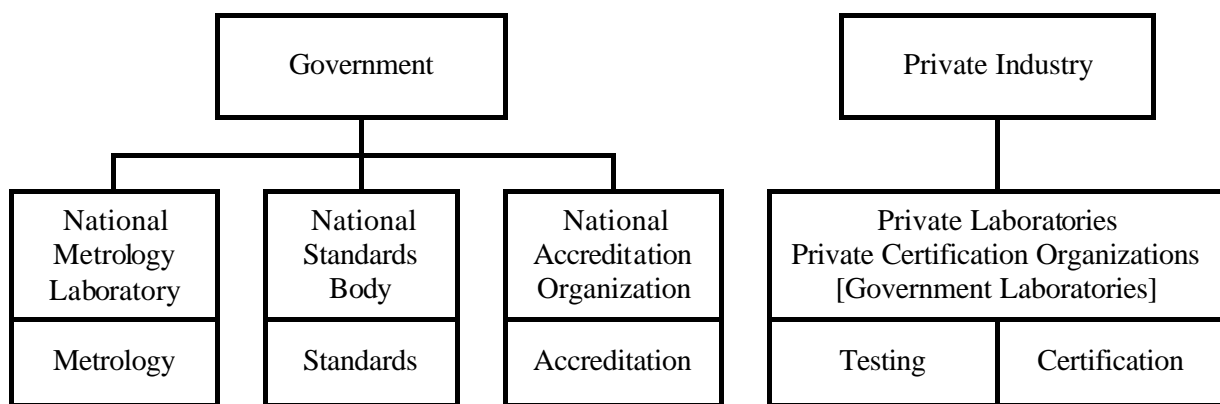 Government
Private Industry
National
Metrology
Laboratory
National
Standards
Body
National
Accreditation
Organization
Private Laboratories
Private Certification Organizations
[Government Laboratories]
Metrology
Standards
Accreditation
Testing
Certification